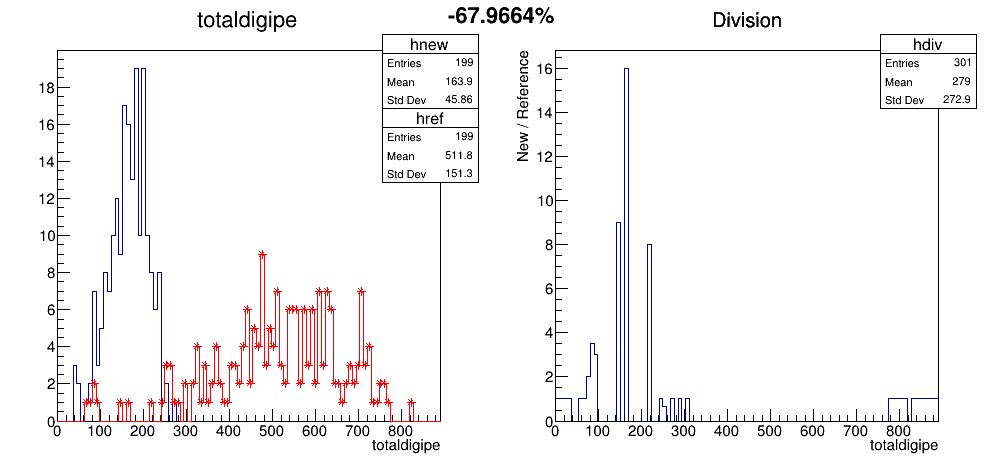 totaldigipe
-67.9664%
Division
hnew
Entries 199
Mean 163.9
Std Dev 45.86
href
Entries 199
Mean 511.8
Std Dev 151.3
18
16
14
12
10
8
6
4
2
0
0 100 200 300 400 500 600 700 800
totaldigipe
hdiv
Entries 301
Mean 279
Std Dev 272.9
New / Reference
16
14
12
10
8
6
4
2
0
0 100 200 300 400 500 600 700 800
totaldigipe